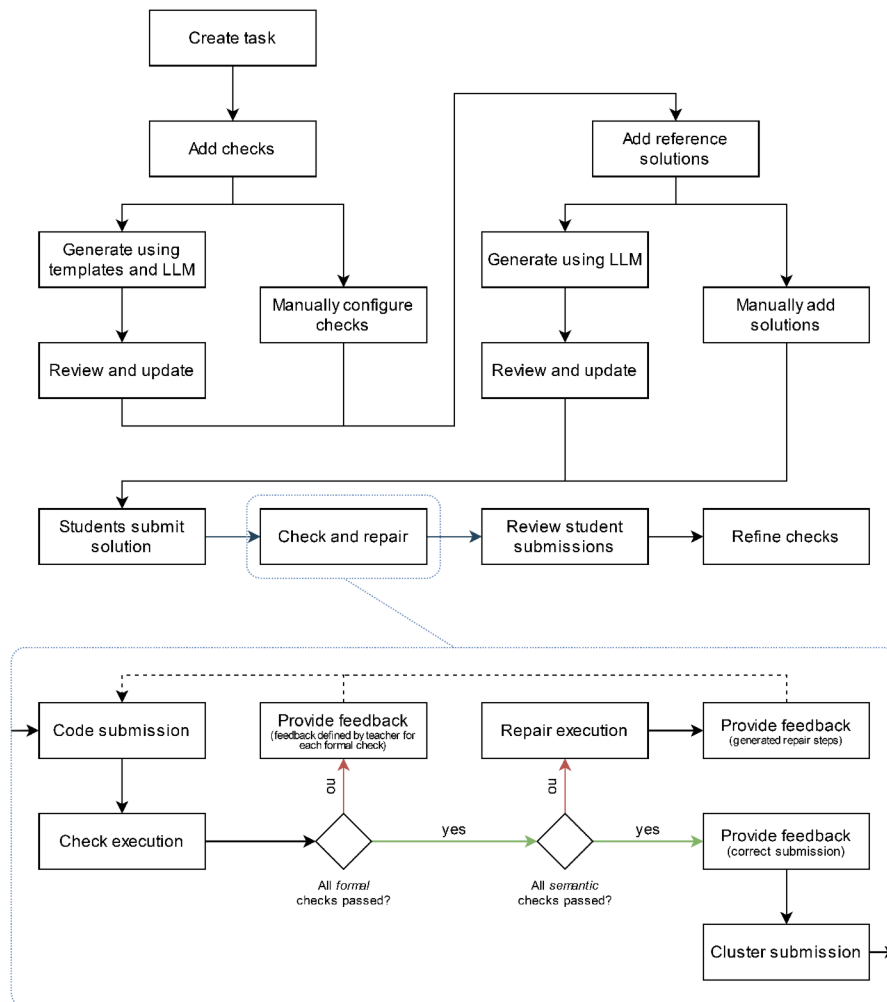 Create task
Add checks
Add reference
solutions
Generate using
templates and LLM
Manually configure
checks
Generate using LLM
Manually add
solutions
Review and update
Review and update
Students submit
solution
Check and repair
Review student
submissions
Refine checks
Code submission
Provide feedback
(feedback defined by teacher for
each formal check)
Repair execution
Provide feedback
(generated repair steps)
no
no
Check execution
yes
yes
Provide feedback
(correct submission)
All formal
checks passed?
All semantic
checks passed?
Cluster submission